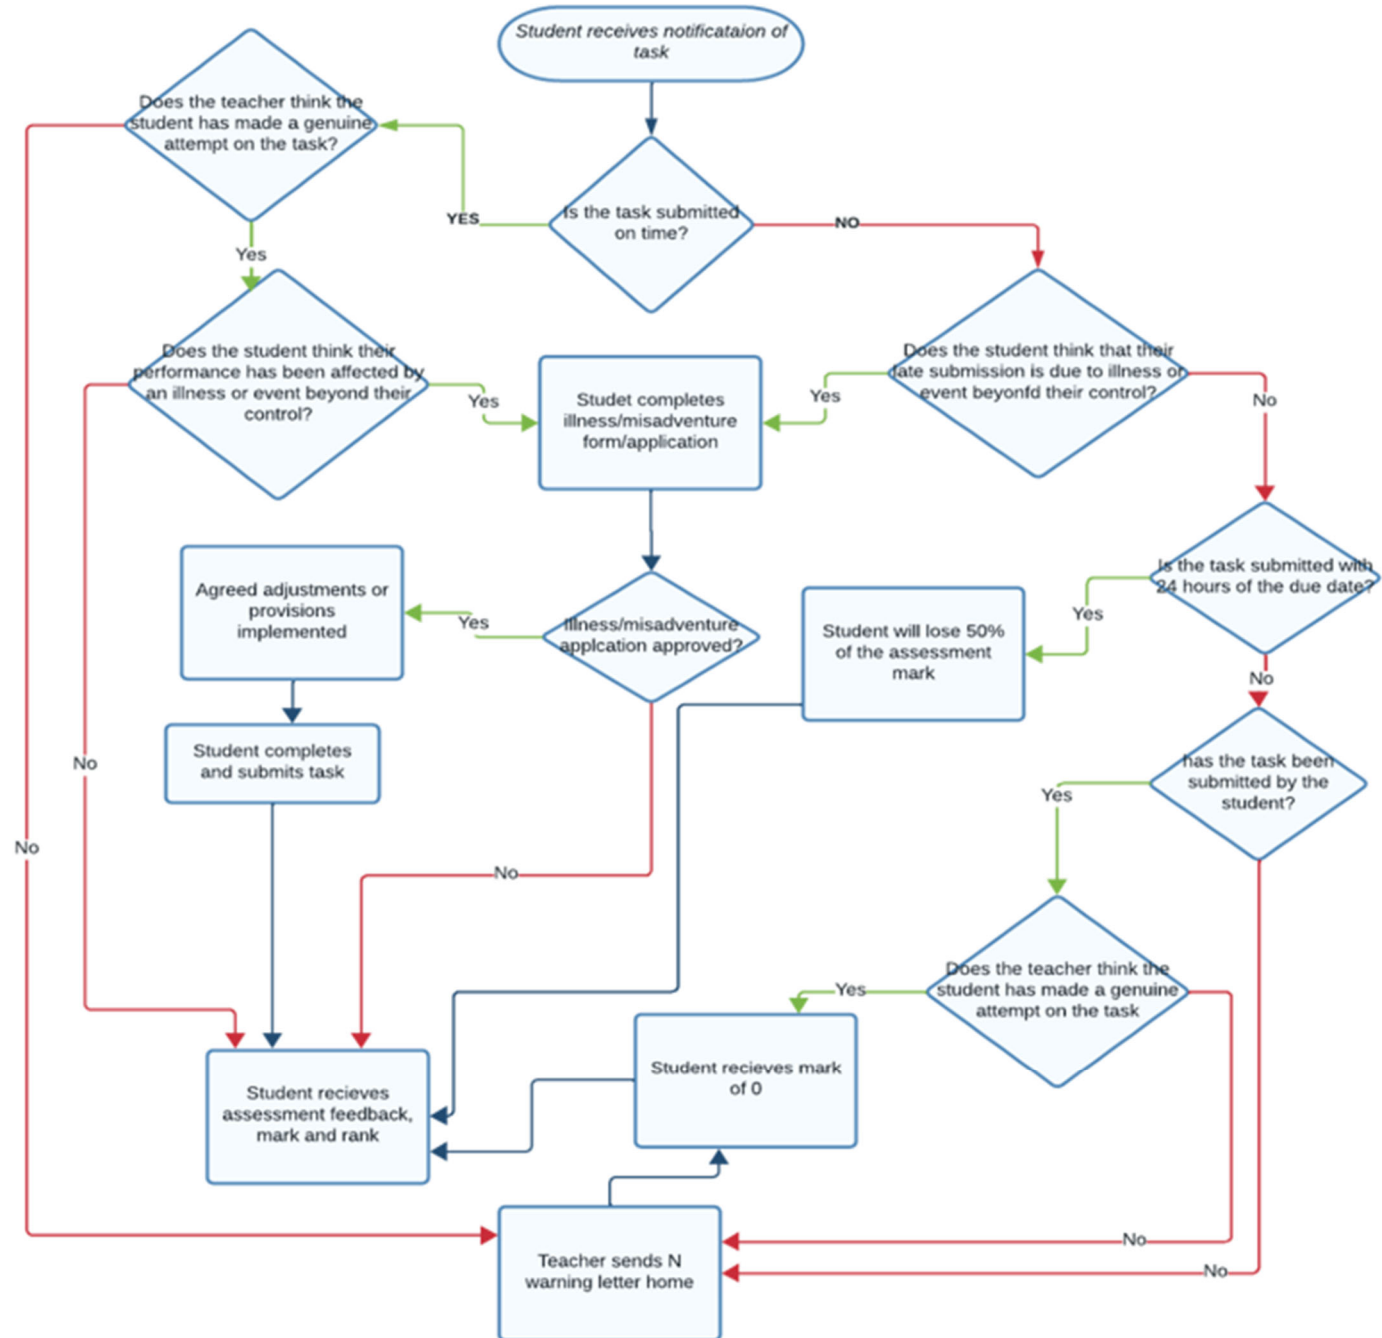 Student receives notificataion of
task
Does the teacher think the
student has made a genuine
attempt on the task?
YES
Is the task submitted
on time?
NO
Yes
Does the student think their
performance has been affected by
an illness or event beyond their
control?
Yes
Studet completes
illness/misadventure
form/application
Yes
Does the student think that their
late submission is due to illness or
event beyonfd their control?
No
Agreed adjustments or
provisions
implemented
Yes
Illness/misadventure
applcation approved?
Student will lose 50%
of the assessment
mark
Yes
Is the task submitted with
24 hours of the due date?
No
Student completes
and submits task
No
has the task been
submitted by the
student?
Yes
No
No
Does the teacher think the
student has made a genuine
attempt on the task
Yes
Student recieves mark
of 0
Student recieves
assessment feedback,
mark and rank
No
No
Teacher sends N
warning letter home